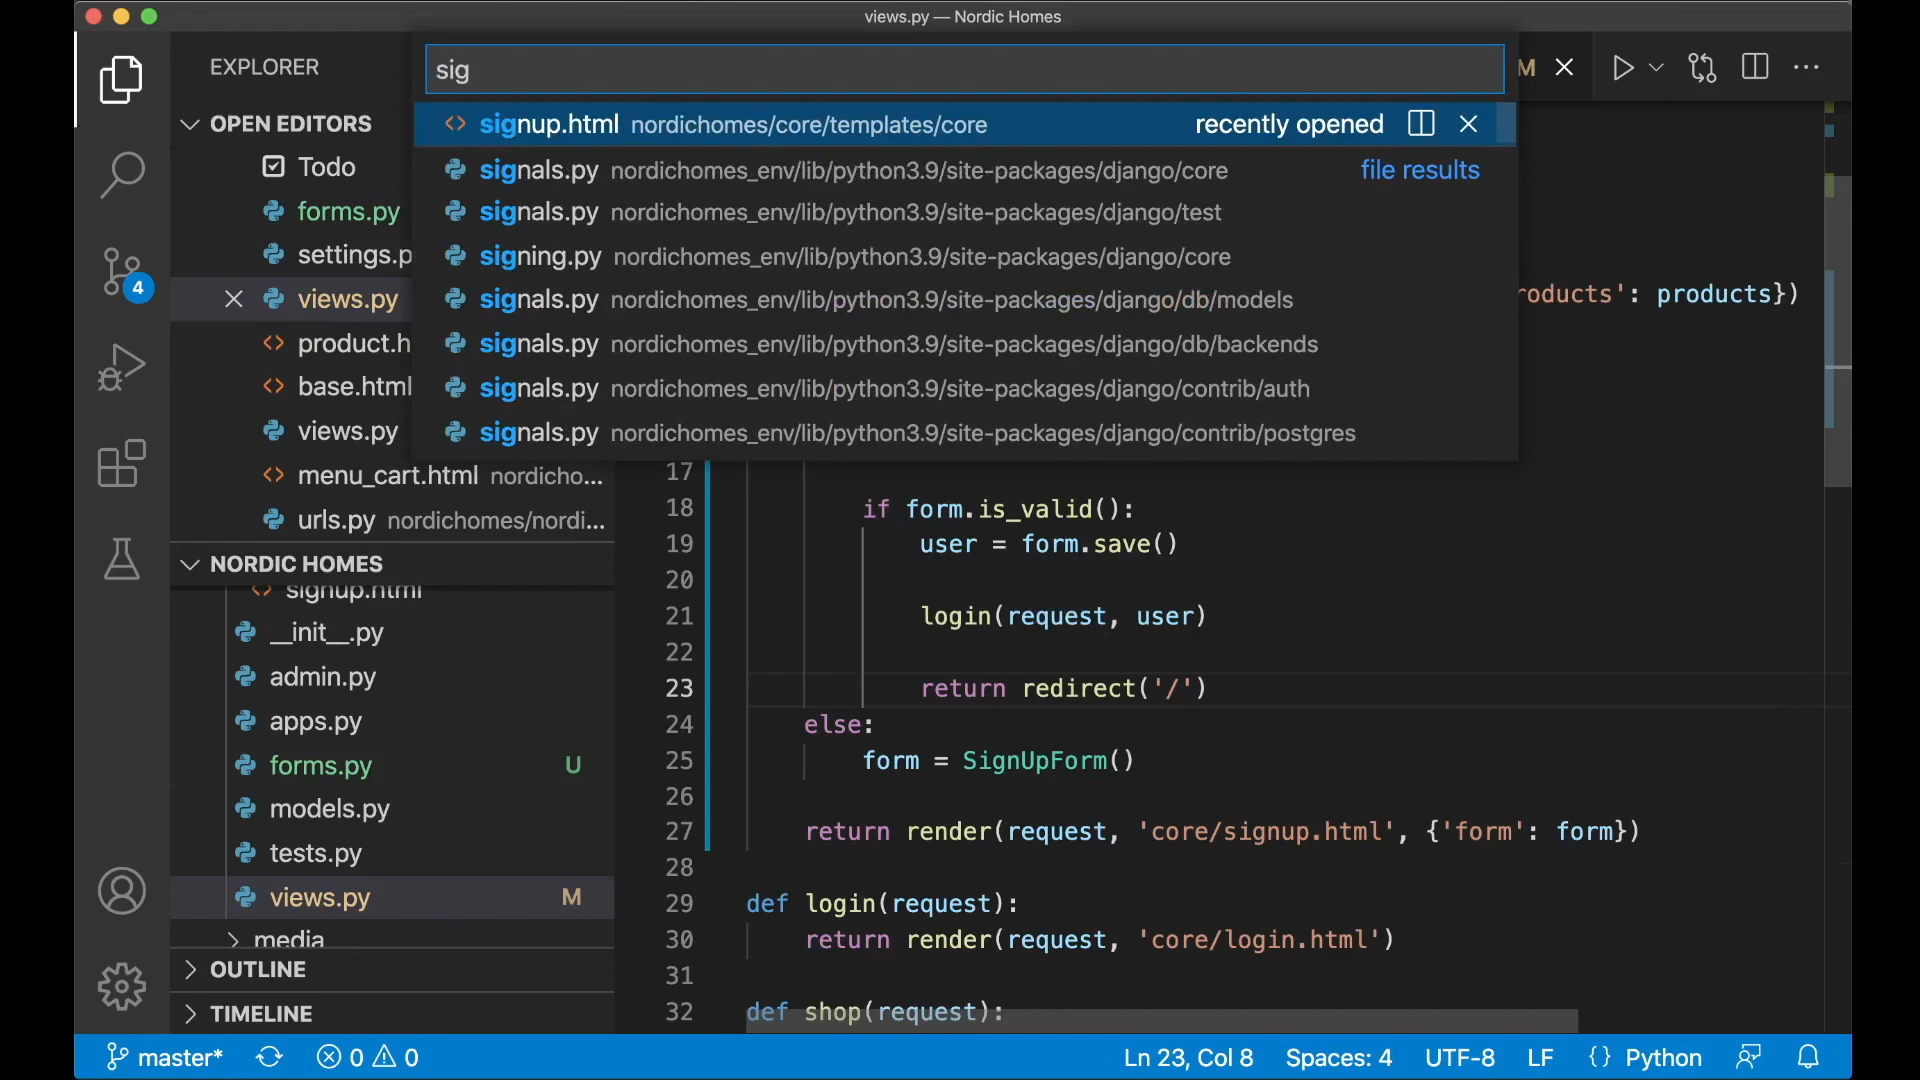 views.py — Nordic Homes
EXPLORER
OPEN EDITORS
Todo
forms.py
settings.p
views.py
product.h
base.html
views.py
menu_cart.html nordicho...
urls.py nordichomes/nordi...
NORDIC HOMES
signup.html
__init__.py
admin.py
apps.py
forms.py U
models.py
tests.py
views.py M
media
OUTLINE
TIMELINE
4
sig
M
signup.html nordichomes/core/templates/core recently opened
signals.py nordichomes_env/lib/python3.9/site-packages/django/core file results
signals.py nordichomes_env/lib/python3.9/site-packages/django/test
signing.py nordichomes_env/lib/python3.9/site-packages/django/core
signals.py nordichomes_env/lib/python3.9/site-packages/django/db/models
signals.py nordichomes_env/lib/python3.9/site-packages/django/db/backends
signals.py nordichomes_env/lib/python3.9/site-packages/django/contrib/auth
signals.py nordichomes_env/lib/python3.9/site-packages/django/contrib/postgres
roducts': products})
17
18 if form.is_valid():
19 user = form.save()
20
21 login(request, user)
22
23 return redirect('/')
24 else:
25 form = SignUpForm()
26
27 return render(request, 'core/signup.html', {'form': form})
28
29 def login(request):
30 return render(request, 'core/login.html')
31
32 def shop(request):
master* 0 0 Ln 23, Col 8 Spaces: 4 UTF-8 LF {} Python